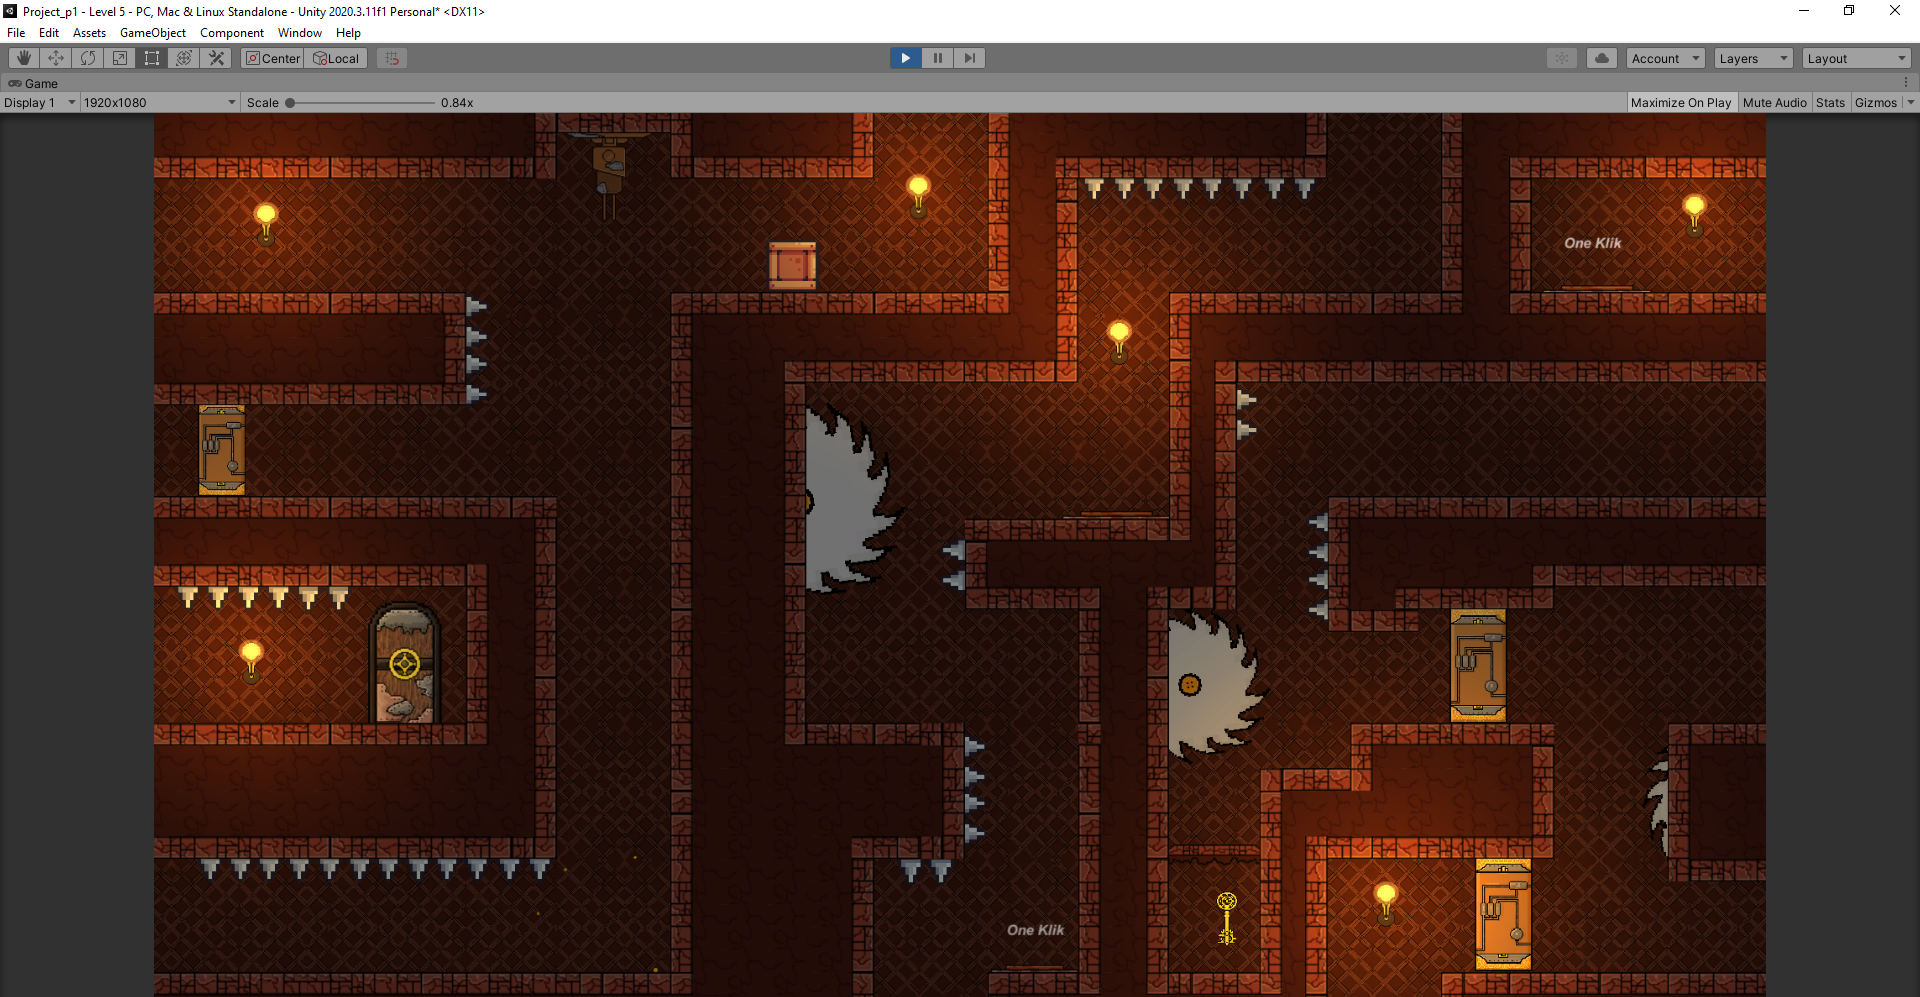 Project_p1 - Level 5 - PC, Mac & Linux Standalone - Unity 2020.3.11f1 Personal* <DX11>
File Edit Assets GameObject Component Window Help
Center Local Account Layers Layout
Game
Display 1 1920x1080 Scale 0.84x Maximize On Play Mute Audio Stats Gizmos
One Klik
One Klik